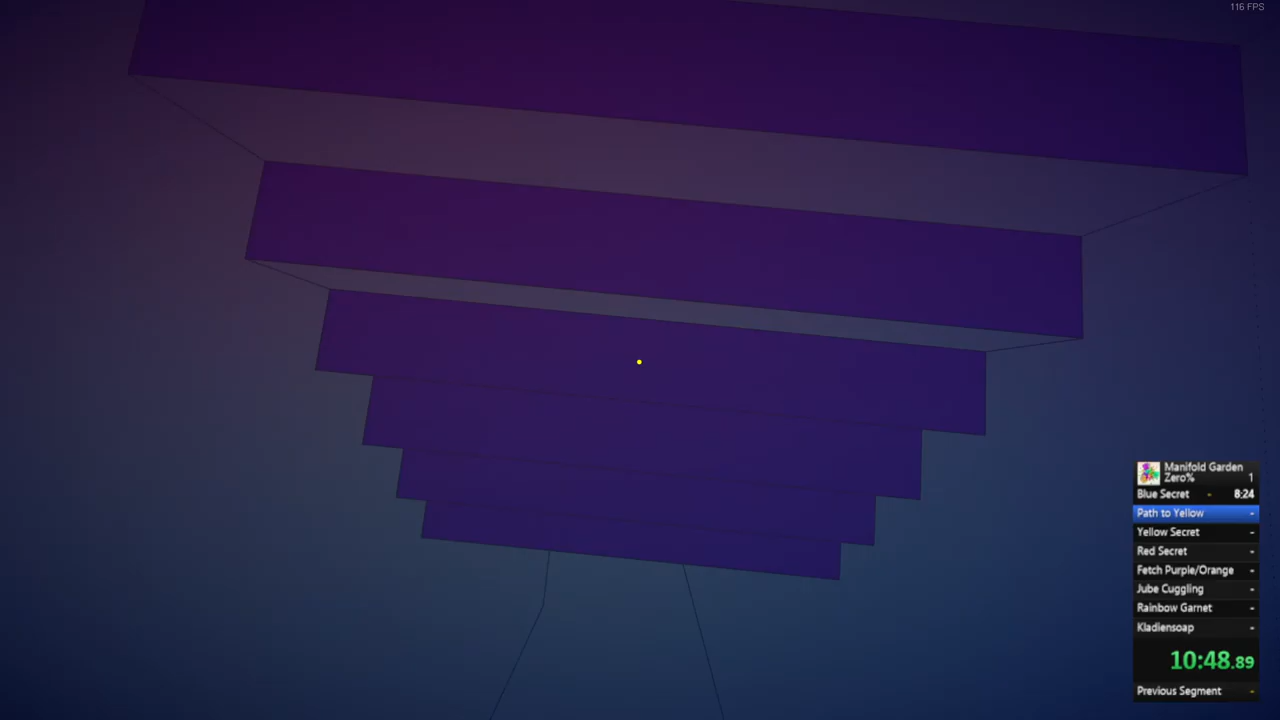 116 FPS
Manifold Garden
Zero% 1
Blue Secret - 8:24
Path to Yellow -
Yellow Secret -
Red Secret -
Fetch Purple/Orange -
Jube Cuggling -
Rainbow Garnet -
Kladiensoap -
10:48.89
Previous Segment -